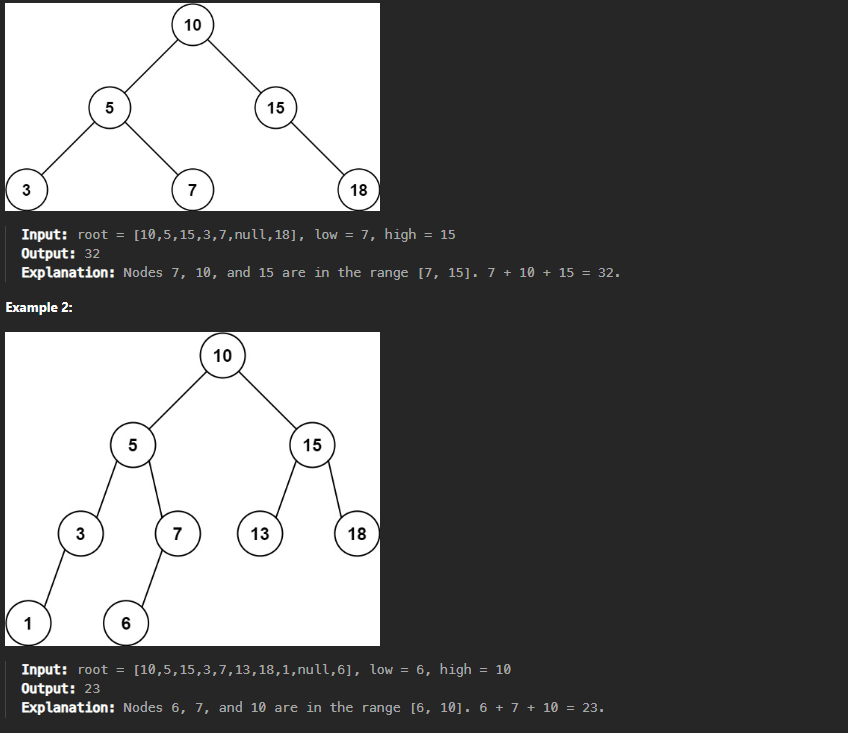 10
5
15
3
7
18
Input: root = [10,5,15,3,7,null,18], low = 7, high = 15
Output: 32
Explanation: Nodes 7, 10, and 15 are in the range [7, 15]. 7 + 10 + 15 = 32.
Example 2:
10
5
15
3
7
13
18
1
6
Input: root = [10,5,15,3,7,13,18,1,null,6], low = 6, high = 10
Output: 23
Explanation: Nodes 6, 7, and 10 are in the range [6, 10]. 6 + 7 + 10 = 23.